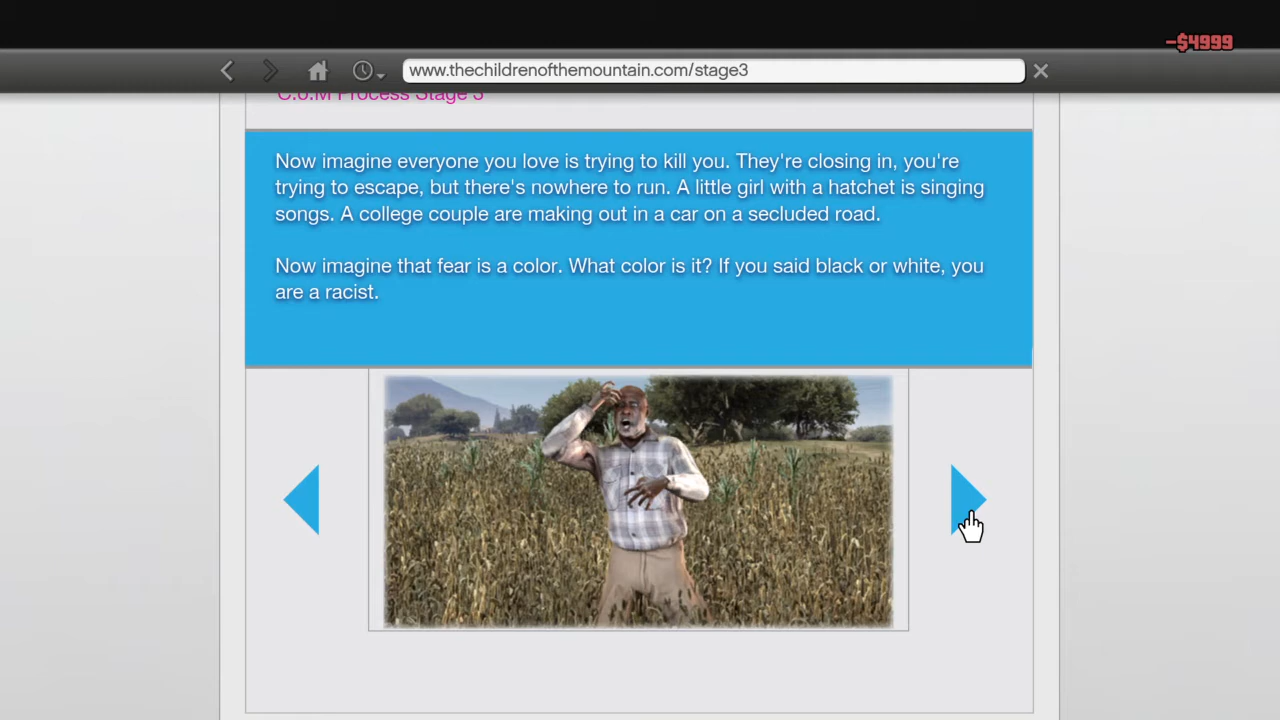 -$4999
www.thechildrenofthemountain.com/stage3
C.o.M Process Stage 3
Now imagine everyone you love is trying to kill you. They're closing in, you're
trying to escape, but there's nowhere to run. A little girl with a hatchet is singing
songs. A college couple are making out in a car on a secluded road.
Now imagine that fear is a color. What color is it? If you said black or white, you
are a racist.